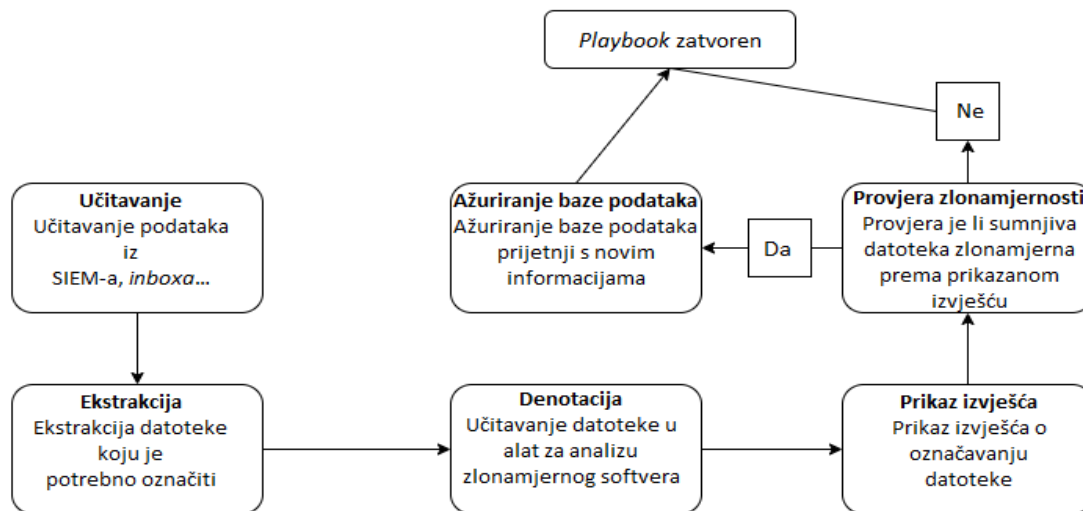 Playbook zatvoren
Ne
Učitavanje
Učitavanje podataka
iz
SIEM-a, inboxa...
Ažuriranje baze podataka
Ažuriranje baze podataka
prijetnji s novim
informacijama
Da
Provjera zlonamjernosti
Provjera je li sumnjiva
datoteka zlonamjerna
prema prikazanom
izvješću
Ekstrakcija
Ekstrakcija datoteke
koju je
potrebno označiti
Denotacija
Učitavanje datoteke u
alat za analizu
zlonamjernog softvera
Prikaz izvješća
Prikaz izvješća o
označavanju
datoteke